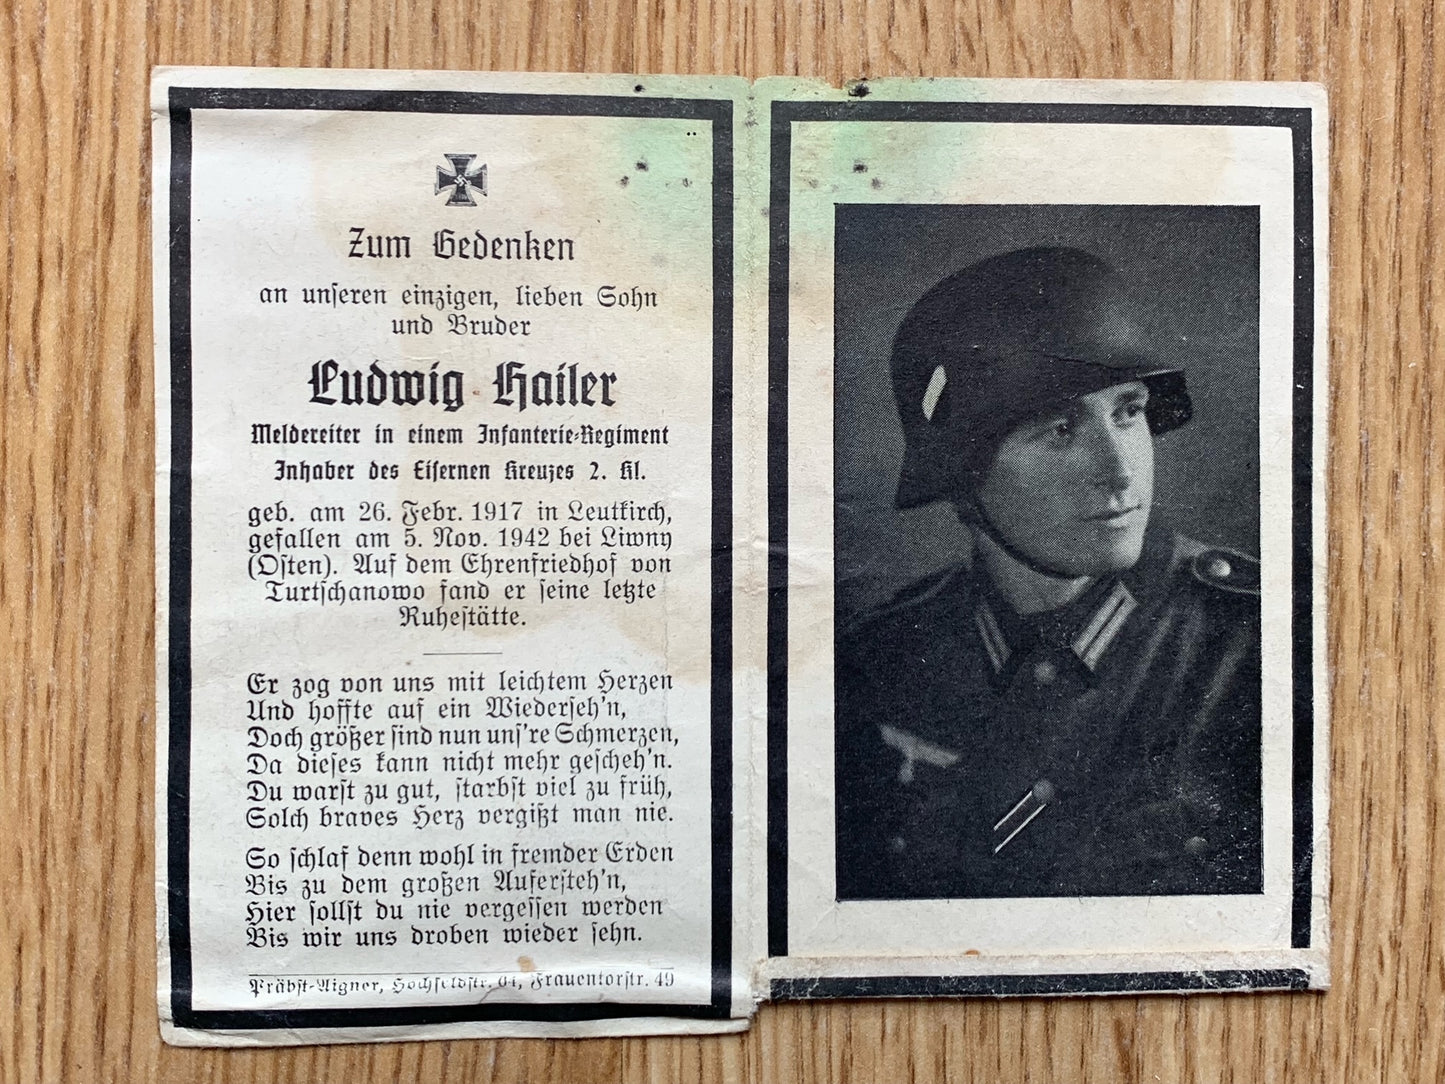 Zum Gedenken
an unseren einzigen, lieben Sohn
und Bruder
Ludwig Hailer
Meldereiter in einem Infanterie-Regiment
Inhaber des Eisernen Kreuzes 2. Kl.
geb. am 26. Febr. 1917 in Leutkirch,
gefallen am 5. Nov. 1942 bei Liwny
(Osten). Auf dem Ehrenfriedhof von
Turtschanowo fand er seine letzte
Ruhestätte.
Er zog von uns mit leichtem Herzen
Und hoffte auf ein Wiederseh'n,
Doch größer sind nun uns're Schmerzen,
Da dieses kann nicht mehr gescheh'n.
Du warst zu gut, starbst viel zu früh,
Solch braves Herz vergißt man nie.
So schlaf denn wohl in fremder Erden
Bis zu dem großen Aufersteh'n,
Hier sollst du nie vergessen werden
Bis wir uns droben wieder sehn.
Präbst-Aigner, Hochfeldstr. Frauentorstr. 49